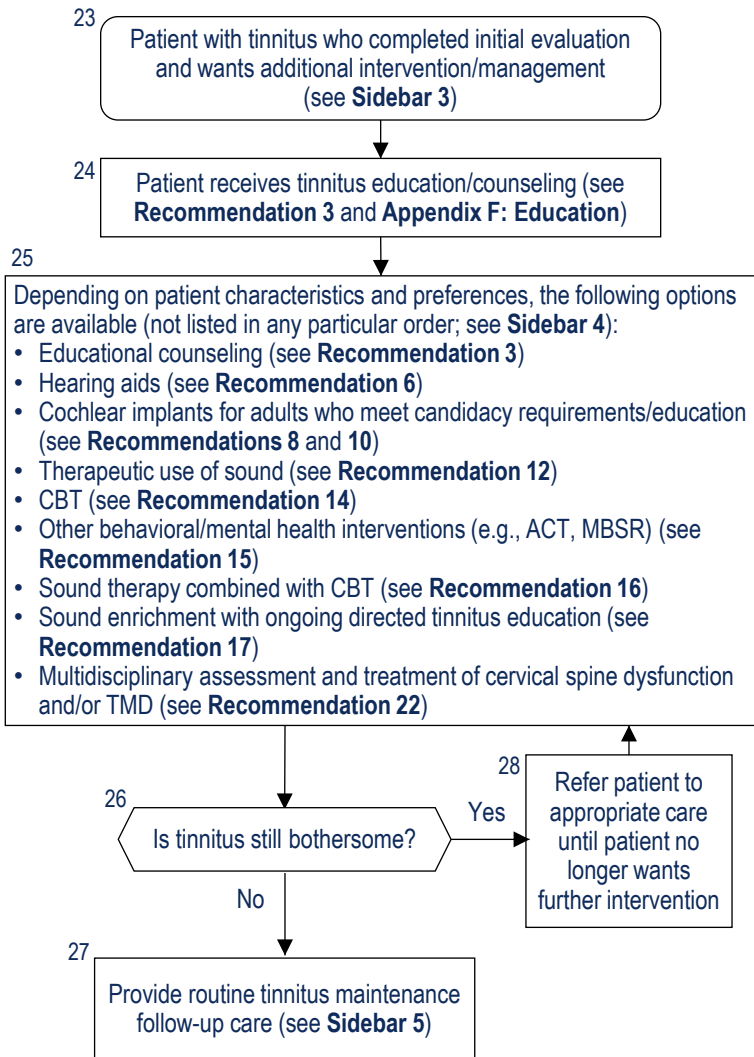 23
Patient with tinnitus who completed initial evaluation
and wants additional intervention/management
(see Sidebar 3)
24
Patient receives tinnitus education/counseling (see
Recommendation 3 and Appendix F: Education)
25
Depending on patient characteristics and preferences, the following options
are available (not listed in any particular order; see Sidebar 4):
• Educational counseling (see Recommendation 3)
• Hearing aids (see Recommendation 6)
• Cochlear implants for adults who meet candidacy requirements/education
(see Recommendations 8 and 10)
• Therapeutic use of sound (see Recommendation 12)
• CBT (see Recommendation 14)
• Other behavioral/mental health interventions (e.g., ACT, MBSR) (see
Recommendation 15)
• Sound therapy combined with CBT (see Recommendation 16)
• Sound enrichment with ongoing directed tinnitus education (see
Recommendation 17)
• Multidisciplinary assessment and treatment of cervical spine dysfunction
and/or TMD (see Recommendation 22)
26
Is tinnitus still bothersome?
Yes
28
Refer patient to
appropriate care
until patient no
longer wants
further intervention
No
27
Provide routine tinnitus maintenance
follow-up care (see Sidebar 5)